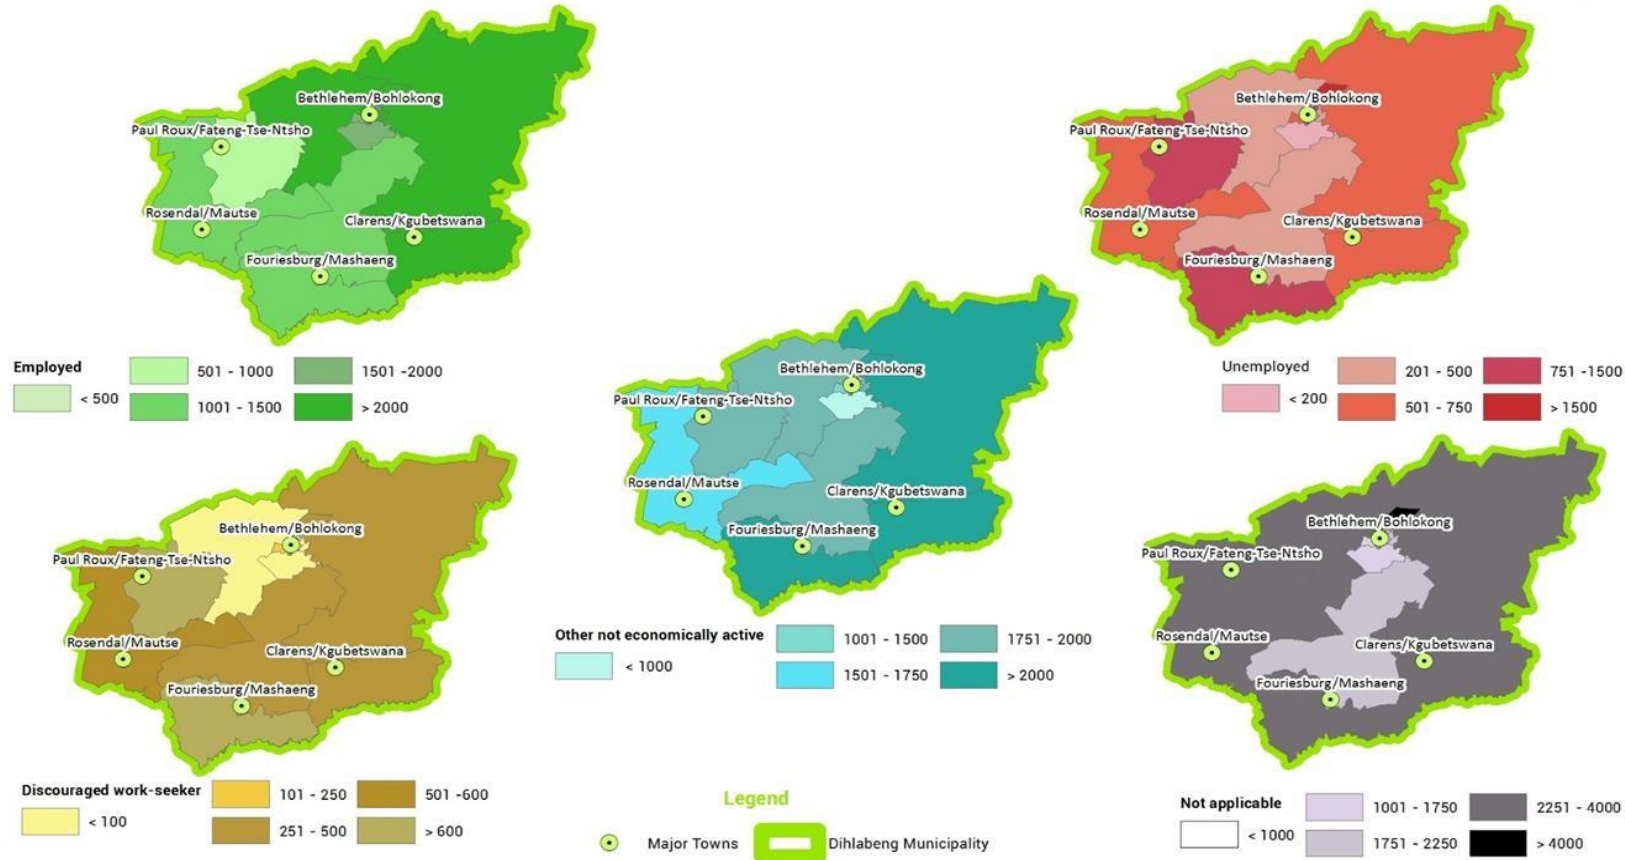 Bethlehem/Bohlokong
Paul Roux/Fateng-Tse-Ntsho
Rosendal/Mautse
Clarens/Kgubetswana
Fouriesburg/Mashaeng
Employed
< 500
501 - 1000
1001 - 1500
1501 -2000
> 2000
Bethlehem/Bohlokong
Paul Roux/Fateng-Tse-Ntsho
Rosendal/Mautse
Clarens/Kgubetswana
Fouriesburg/Mashaeng
Unemployed
< 200
201 - 500
501 - 750
751 -1500
> 1500
Bethlehem/Bohlokong
Paul Roux/Fateng-Tse-Ntsho
Rosendal/Mautse
Clarens/Kgubetswana
Fouriesburg/Mashaeng
Other not economically active
< 1000
1001 - 1500
1501 - 1750
1751 - 2000
> 2000
Bethlehem/Bohlokong
Paul Roux/Fateng-Tse-Ntsho
Rosendal/Mautse
Clarens/Kgubetswana
Fouriesburg/Mashaeng
Discouraged work-seeker
< 100
101 - 250
251 - 500
501 -600
> 600
Bethlehem/Bohlokong
Paul Roux/Fateng-Tse-Ntsho
Rosendal/Mautse
Clarens/Kgubetswana
Fouriesburg/Mashaeng
Not applicable
< 1000
1001 - 1750
1751 - 2250
2251 - 4000
> 4000
Legend
Major Towns
Dihlabeng Municipality